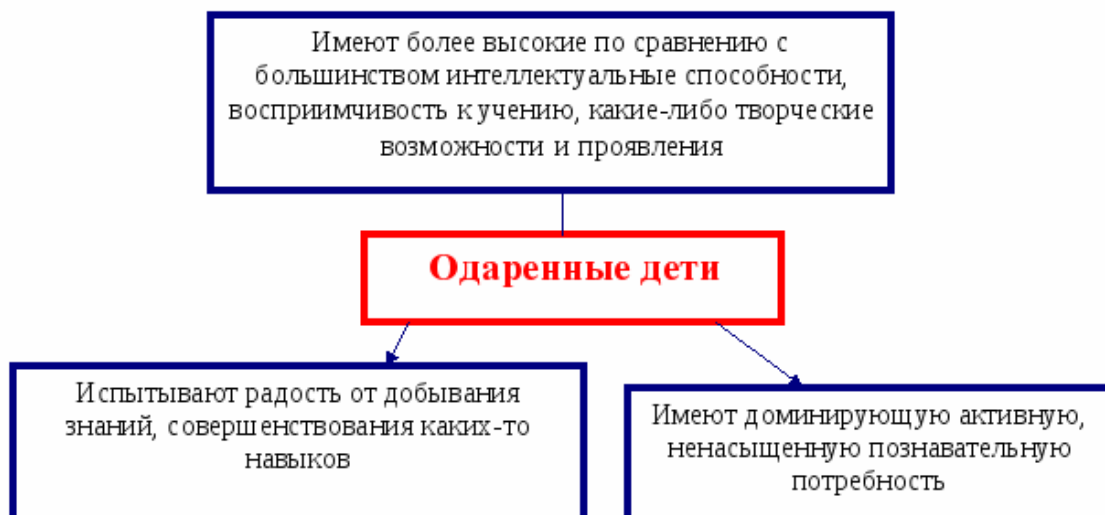 Имеют более высокие по сравнению с
большинством интеллектуальные способности,
восприимчивость к учению, какие-либо творческие
возможности и проявления
Одаренные дети
Испытывают радость от добывания
знаний, совершенствования каких-то
навыков
Имеют доминирующую активную,
ненасыщенную познавательную
потребность